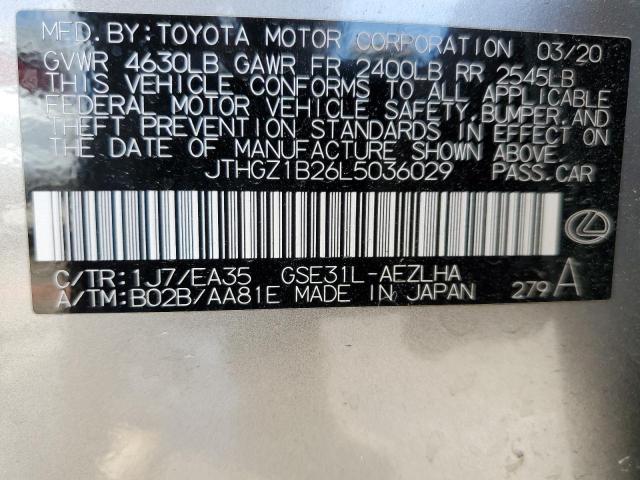 MFD.BY:TOYOTA MOTOR CORPORATION 03/20
GVWR 4630LB GAWR FR 2400LB RR 2545LB
THIS VEHICLE CONFORMS TO ALL APPLICABLE
FEDERAL MOTOR VEHICLE SAFETY,BUMPER,AND
THEFT PREVENTION STANDARDS IN EFFECT ON
THE DATE OF MANUFACTURE SHOWN ABOVE.
JTHGZ1B26L5036029 PASS.CAR
C/TR:1J7/EA35 GSE31L-AEZLHA
A/TM:B02B/AA81E MADE IN JAPAN 279 A